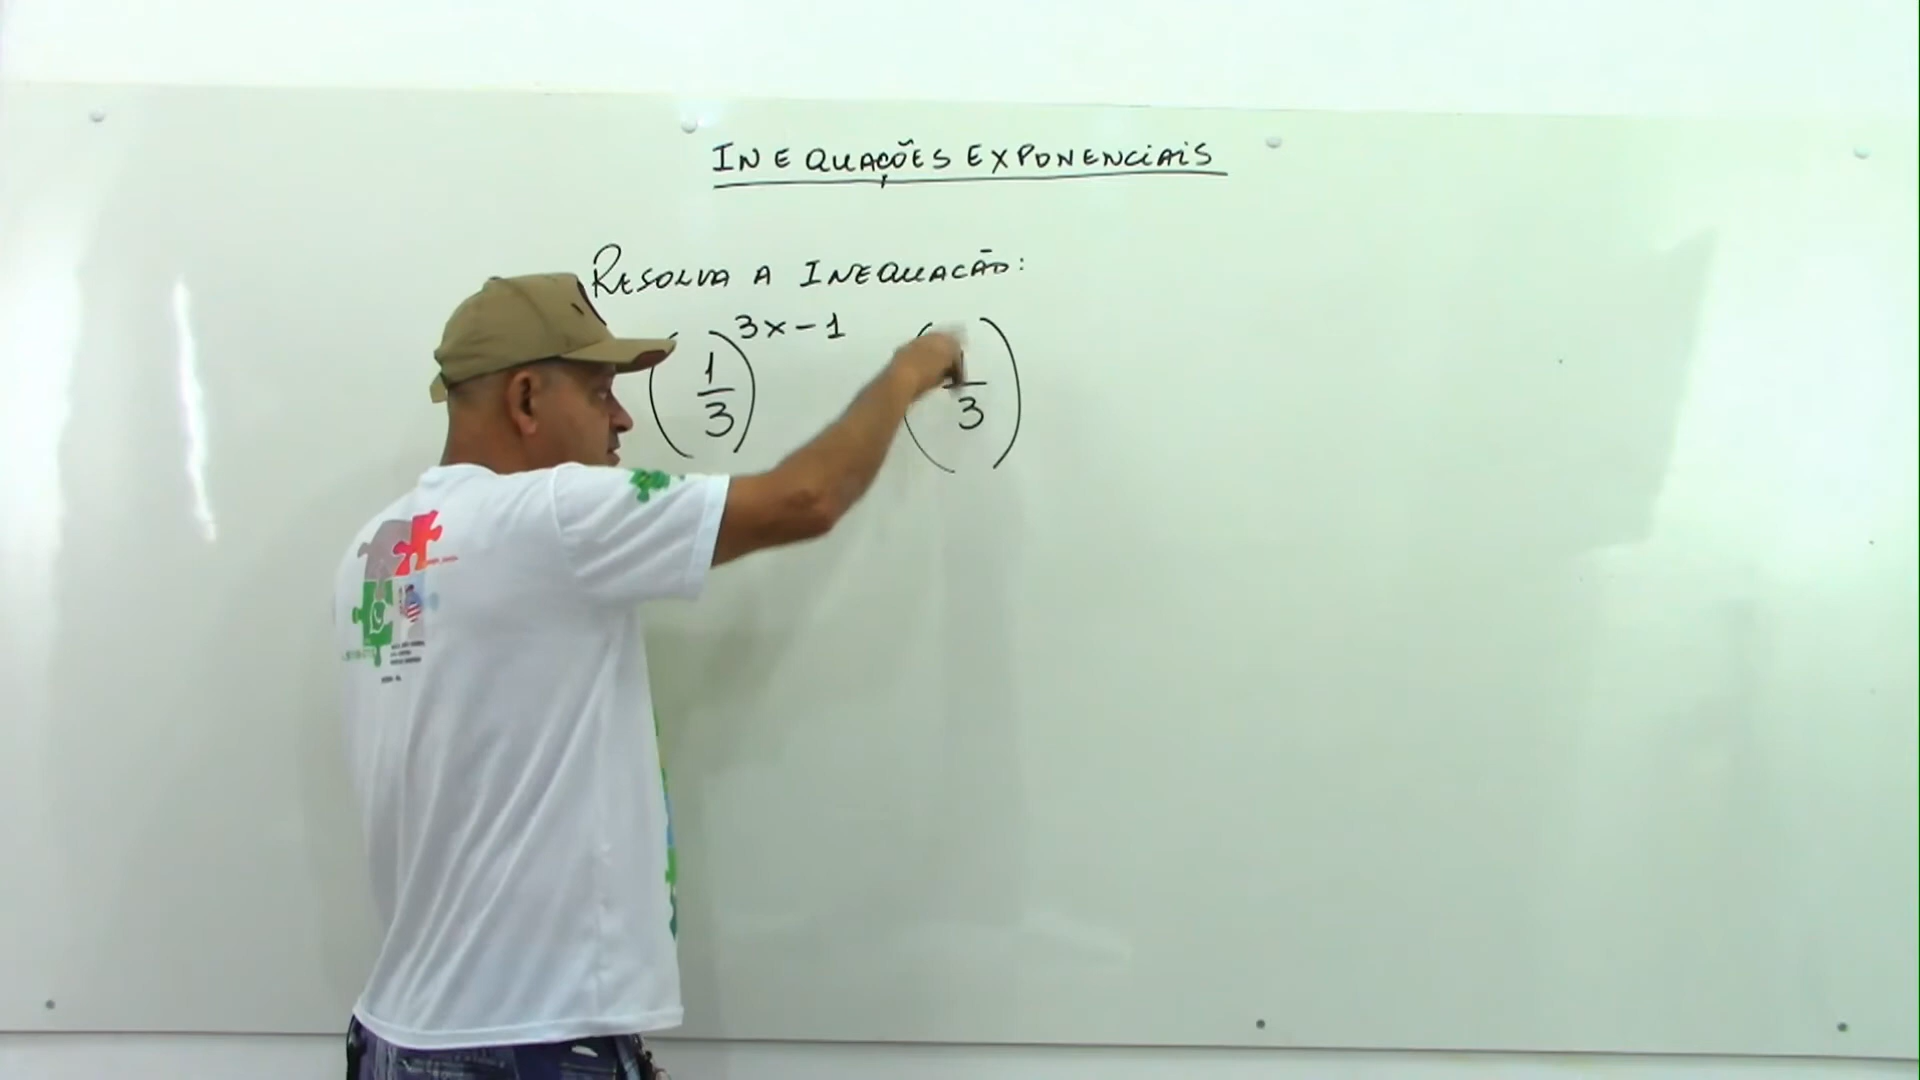 INEQUAÇÕES EXPONENCIAIS
RESOLVA A INEQUAÇÃO:
(1/3)^3x-1 (1/3)